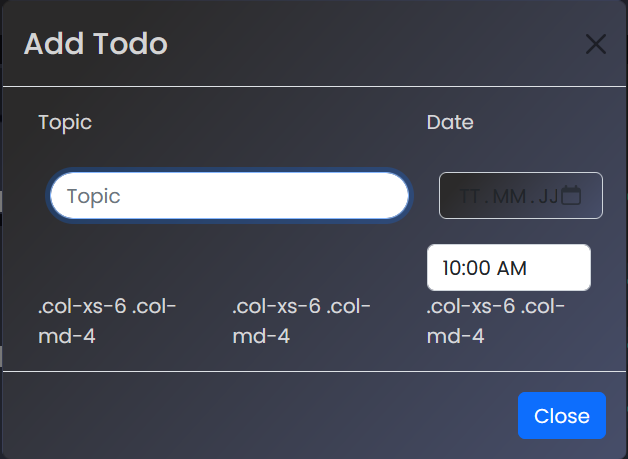 Add Todo
Topic
Date
Topic
TT.MM.JJ
10:00 AM
.col-xs-6 .col-
md-4
.col-xs-6 .col-
md-4
.col-xs-6 .col-
md-4
Close